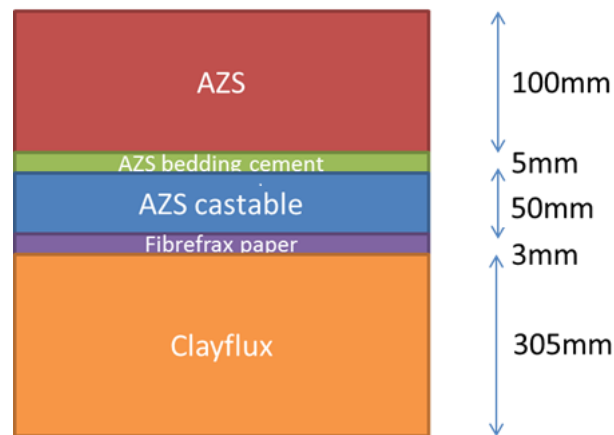 AZS
100mm
AZS bedding cement
5mm
AZS castable
50mm
Fibrefrax paper
3mm
Clayflux
305mm